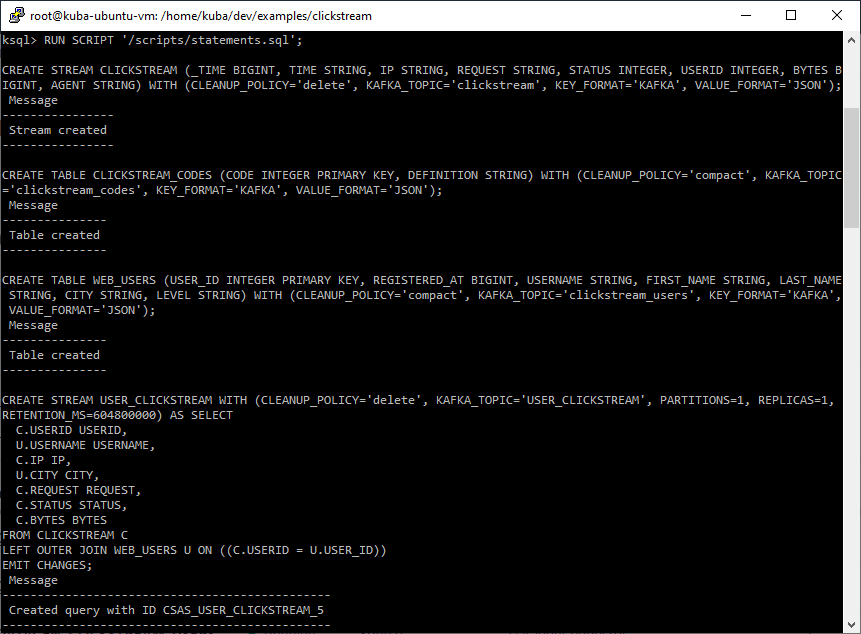 root@kuba-ubuntu-vm: /home/kuba/dev/examples/clickstream
ksql> RUN SCRIPT '/scripts/statements.sql';
CREATE STREAM CLICKSTREAM (_TIME BIGINT, TIME STRING, IP STRING, REQUEST STRING, STATUS INTEGER, USERID INTEGER, BYTES B
IGINT, AGENT STRING) WITH (CLEANUP_POLICY='delete', KAFKA_TOPIC='clickstream', KEY_FORMAT='KAFKA', VALUE_FORMAT='JSON');
Message
----------------
Stream created
----------------
CREATE TABLE CLICKSTREAM_CODES (CODE INTEGER PRIMARY KEY, DEFINITION STRING) WITH (CLEANUP_POLICY='compact', KAFKA_TOPIC
='clickstream_codes', KEY_FORMAT='KAFKA', VALUE_FORMAT='JSON');
Message
---------------
Table created
---------------
CREATE TABLE WEB_USERS (USER_ID INTEGER PRIMARY KEY, REGISTERED_AT BIGINT, USERNAME STRING, FIRST_NAME STRING, LAST_NAME
STRING, CITY STRING, LEVEL STRING) WITH (CLEANUP_POLICY='compact', KAFKA_TOPIC='clickstream_users', KEY_FORMAT='KAFKA',
VALUE_FORMAT='JSON');
Message
---------------
Table created
---------------
CREATE STREAM USER_CLICKSTREAM WITH (CLEANUP_POLICY='delete', KAFKA_TOPIC='USER_CLICKSTREAM', PARTITIONS=1, REPLICAS=1,
RETENTION_MS=604800000) AS SELECT
C.USERID USERID,
U.USERNAME USERNAME,
C.IP IP,
U.CITY CITY,
C.REQUEST REQUEST,
C.STATUS STATUS,
C.BYTES BYTES
FROM CLICKSTREAM C
LEFT OUTER JOIN WEB_USERS U ON ((C.USERID = U.USER_ID))
EMIT CHANGES;
Message
-----------------------------------------------
Created query with ID CSAS_USER_CLICKSTREAM_5
-----------------------------------------------